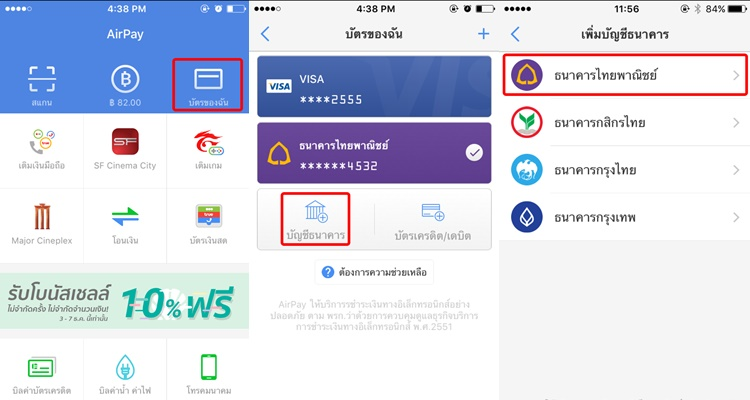 4:38 PM
AirPay
สแกน
฿ 82.00
บัตรของฉัน
เติมเงินมือถือ
SF
SF Cinema City
เติมเกม
Major Cineplex
โอนเงิน
true
บัตรเงินสด
รับโบนัสเชลล์
ไม่จำกัดครั้ง ไม่จำกัดจำนวนเงิน!
3 - 7 ธ.ค. นี้เท่านั้น
10% ฟรี
บิลค่าบัตรเครดิต
บิลค่าน้ำ ค่าไฟ
โทรคมนาคม
4:38 PM
บัตรของฉัน
VISA
VISA
****2555
ธนาคารไทยพาณิชย์
******4532
บัญชีธนาคาร
บัตรเครดิต/เดบิต
? ต้องการความช่วยเหลือ
AirPay ให้บริการรชำระเงินทางอิเล็กทรอนิกส์อย่าง
ปลอดภัย ตาม พรก.ว่าด้วยการควบคุมดูแลธุรกิจบริการ
การชำระเงินทางอิเล็กทรอนิกส์ พ.ศ.2551
11:56
84%
เพิ่มบัญชีธนาคาร
ธนาคารไทยพาณิชย์
ธนาคารกสิกรไทย
ธนาคารกรุงไทย
ธนาคารกรุงเทพ